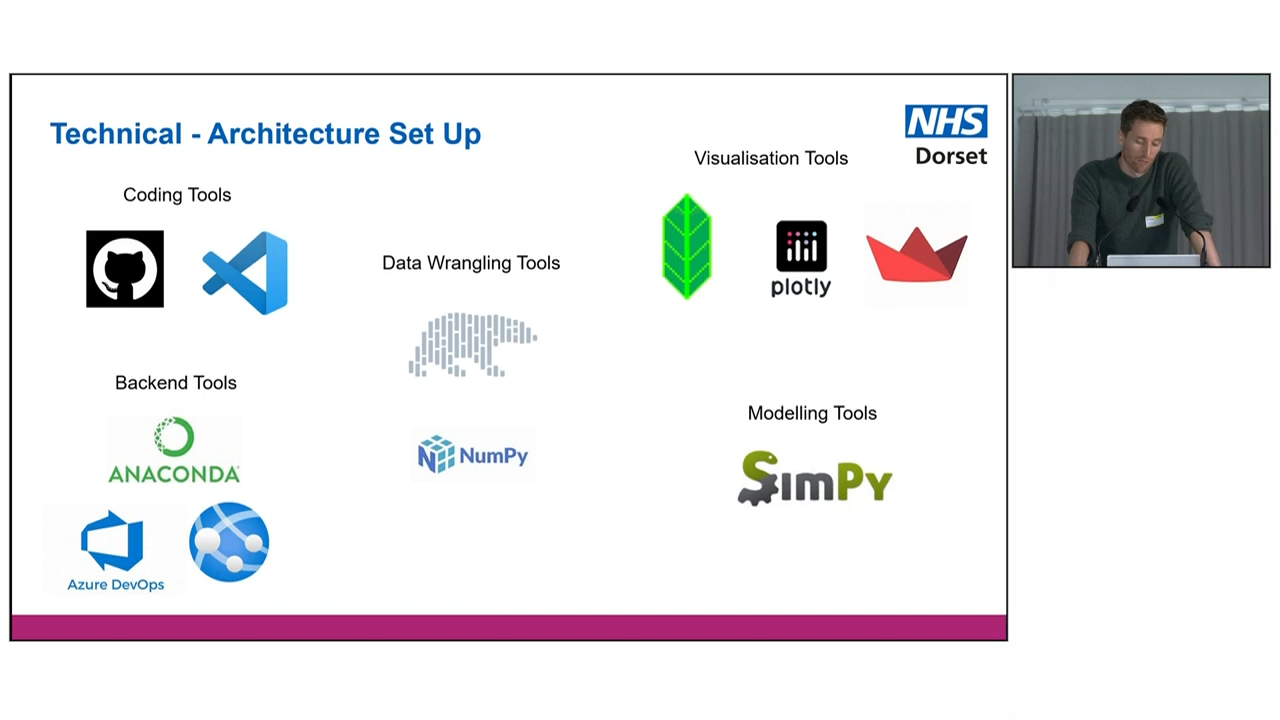 Technical - Architecture Set Up
NHS
Dorset
Visualisation Tools
Coding Tools
plotly
Data Wrangling Tools
Backend Tools
ANACONDA
NumPy
Modelling Tools
SimPy
Azure DevOps